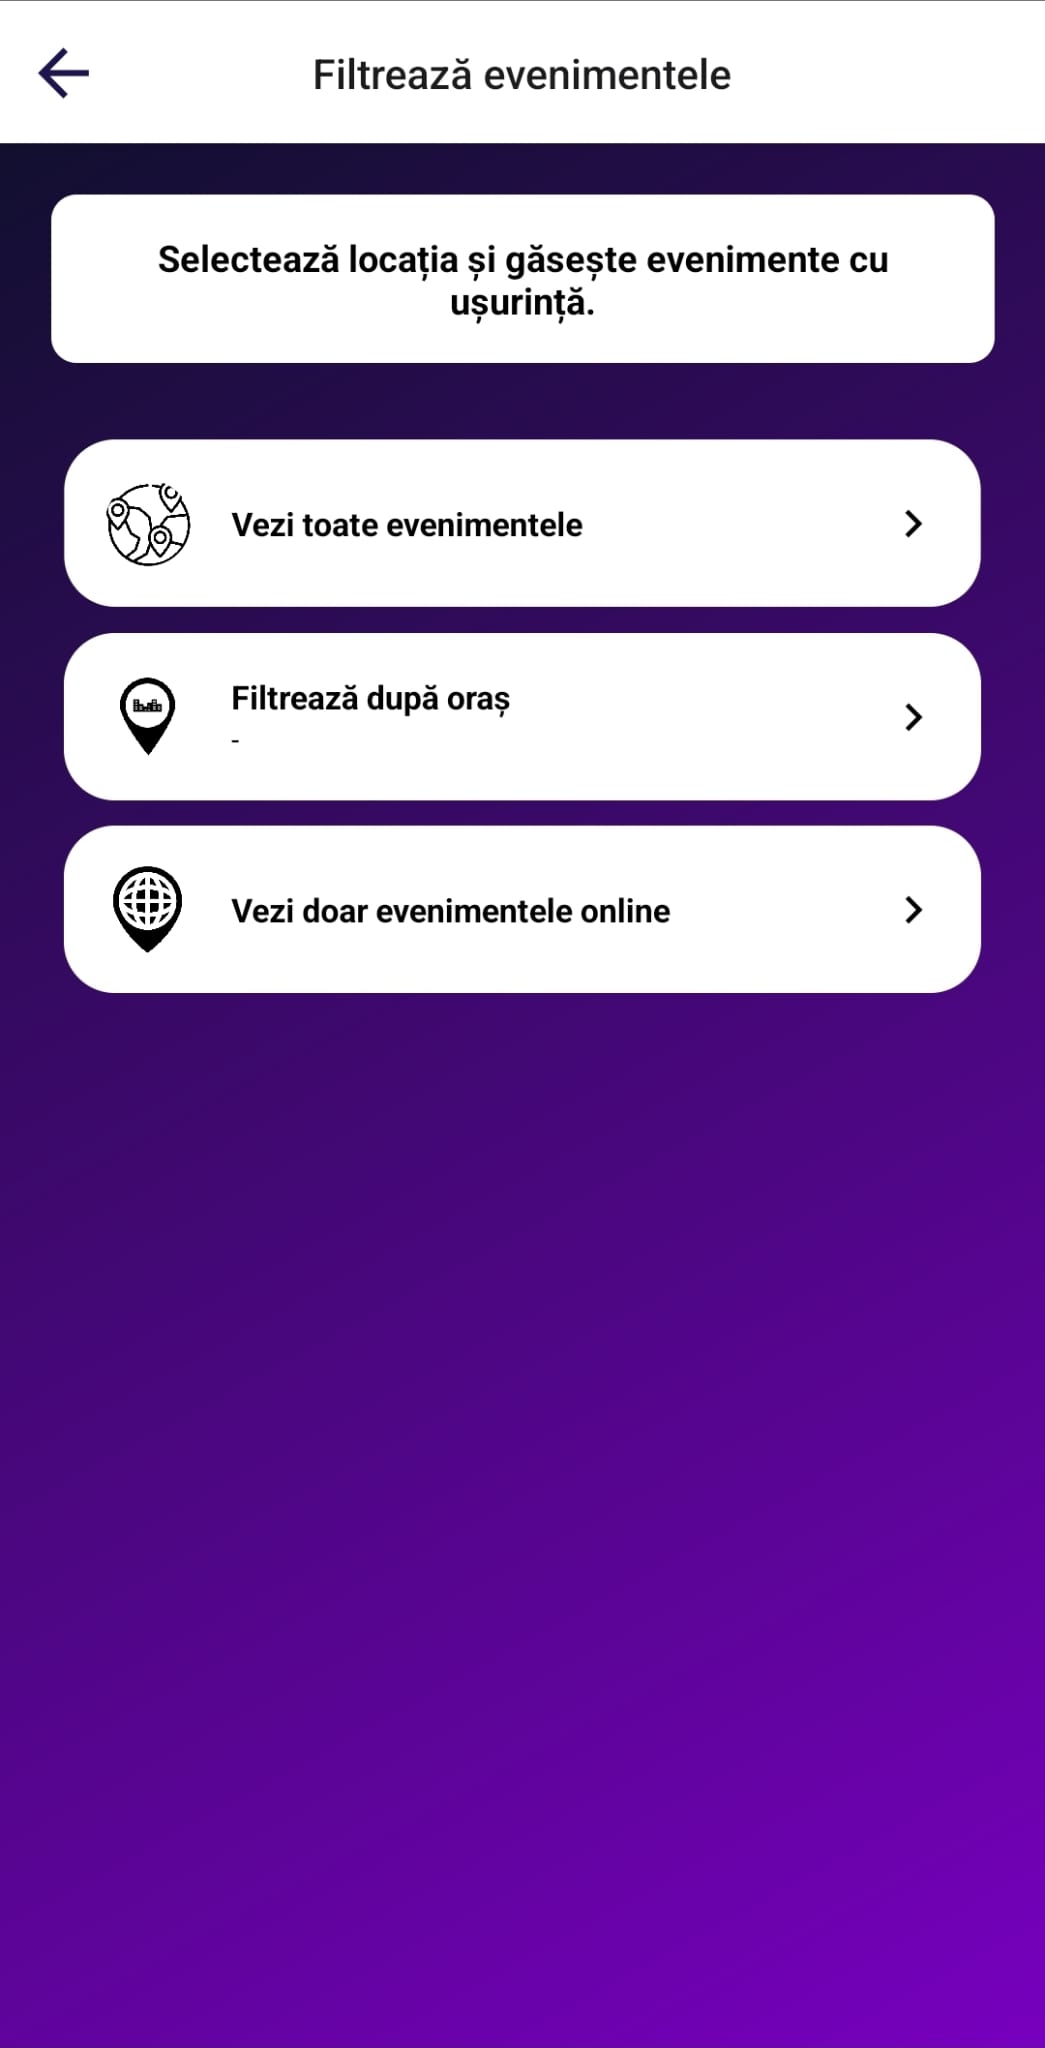 Filtrează evenimentele
Selectează locația și găsește evenimente cu
ușurință.
Vezi toate evenimentele
Filtrează după oraș
-
Vezi doar evenimentele online